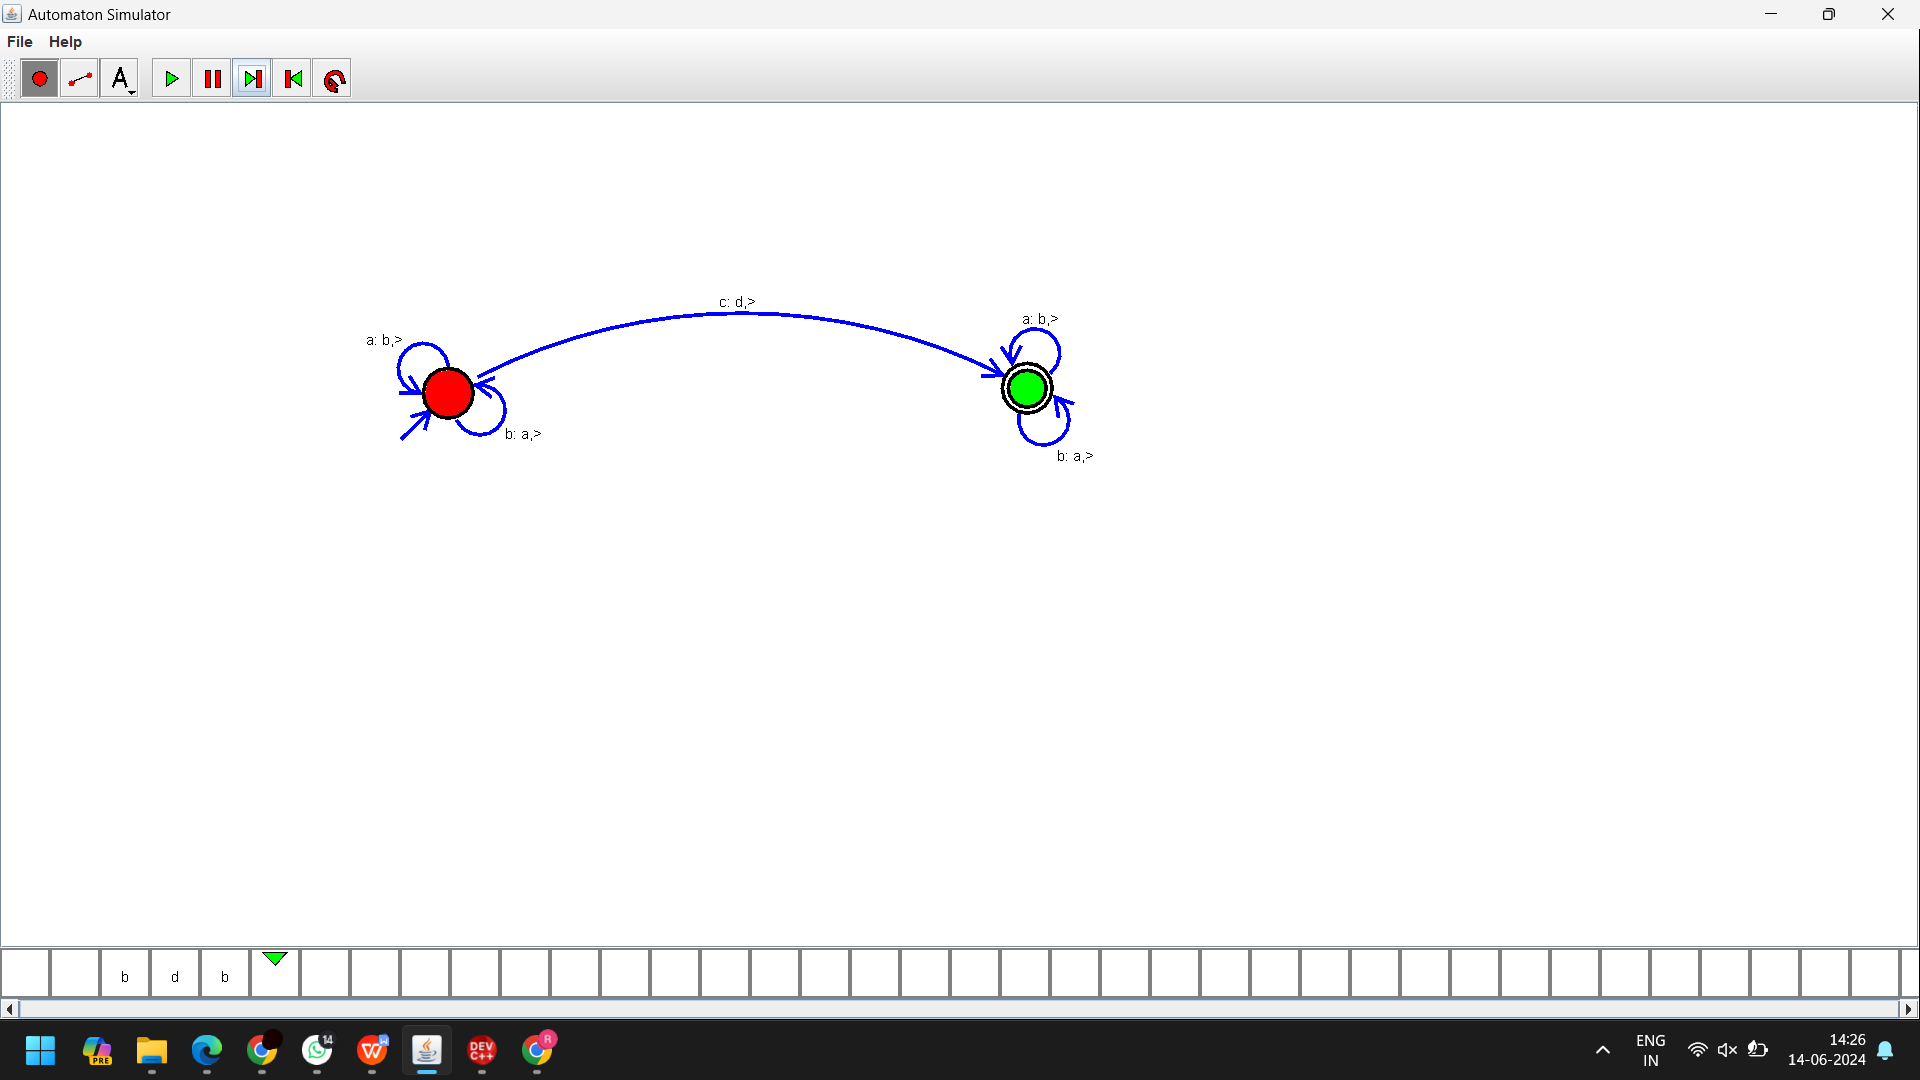 Automaton Simulator
File Help
A
c: d,>
a: b,>
a: b,>
b: a,>
b: a,>
b d b
PRE
14
W
DEV
C++
R
ENG
IN
14:26
14-06-2024